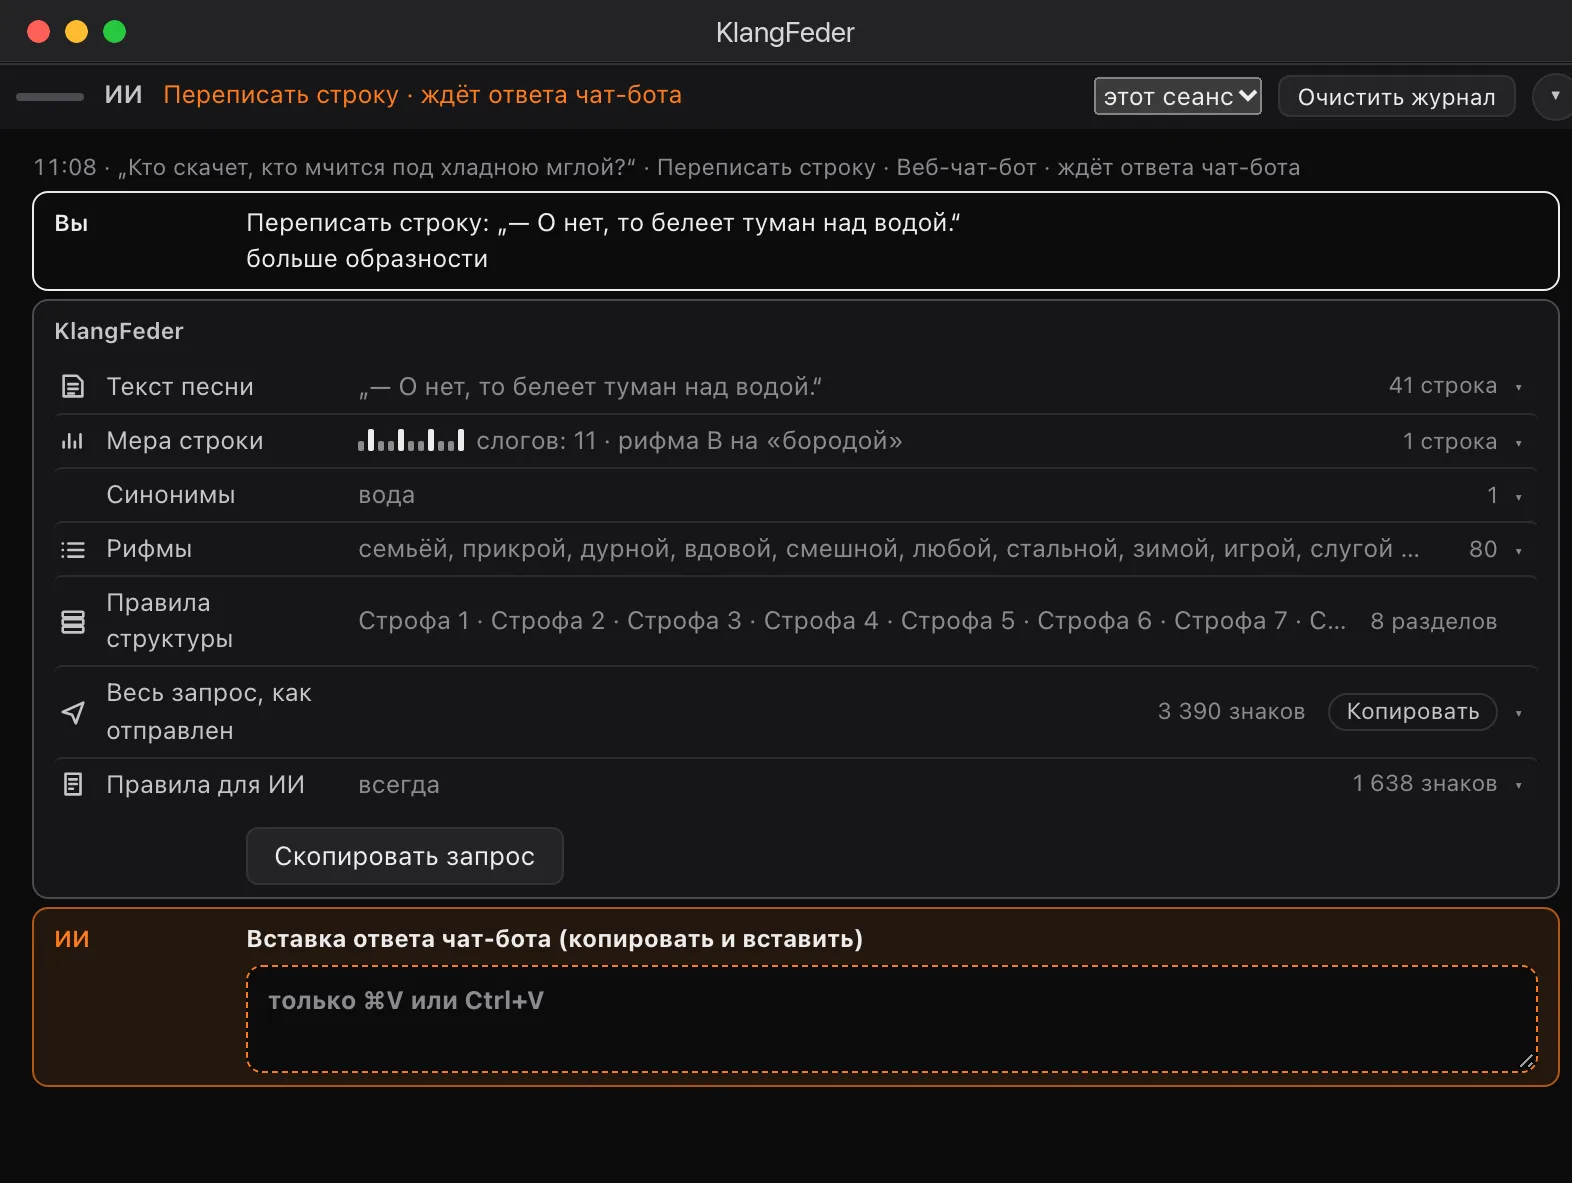 KlangFeder
ИИ Переписать строку · ждёт ответа чат-бота этот сеанс Очистить журнал ▾
11:08 · „Кто скачет, кто мчится под хладною мглой?“ · Переписать строку · Веб-чат-бот · ждёт ответа чат-бота
Вы Переписать строку: „— О нет, то белеет туман над водой.“
больше образности
KlangFeder
Текст песни „— О нет, то белеет туман над водой.“ 41 строка ▾
Мера строки слогов: 11 · рифма B на «бородой» 1 строка ▾
Синонимы вода 1 ▾
Рифмы семьёй, прикрой, дурной, вдовой, смешной, любой, стальной, зимой, игрой, слугой ... 80 ▾
Правила
структуры
Строфа 1 · Строфа 2 · Строфа 3 · Строфа 4 · Строфа 5 · Строфа 6 · Строфа 7 · С... 8 разделов
Весь запрос, как
отправлен
3 390 знаков Копировать ▾
Правила для ИИ всегда 1 638 знаков ▾
Скопировать запрос
ИИ Вставка ответа чат-бота (копировать и вставить)
только ⌘V или Ctrl+V